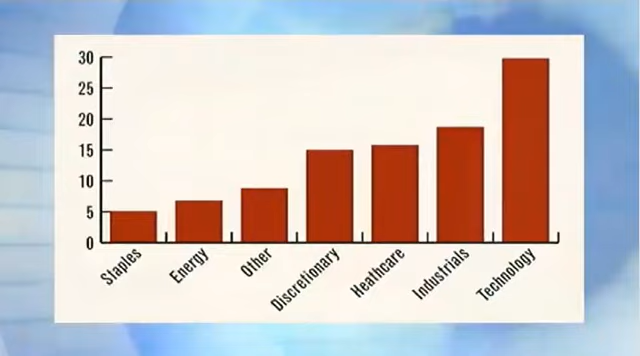 30
25
20
15
10
5
0
Staples
Energy
Other
Discretionary
Heathcare
Industrials
Technology